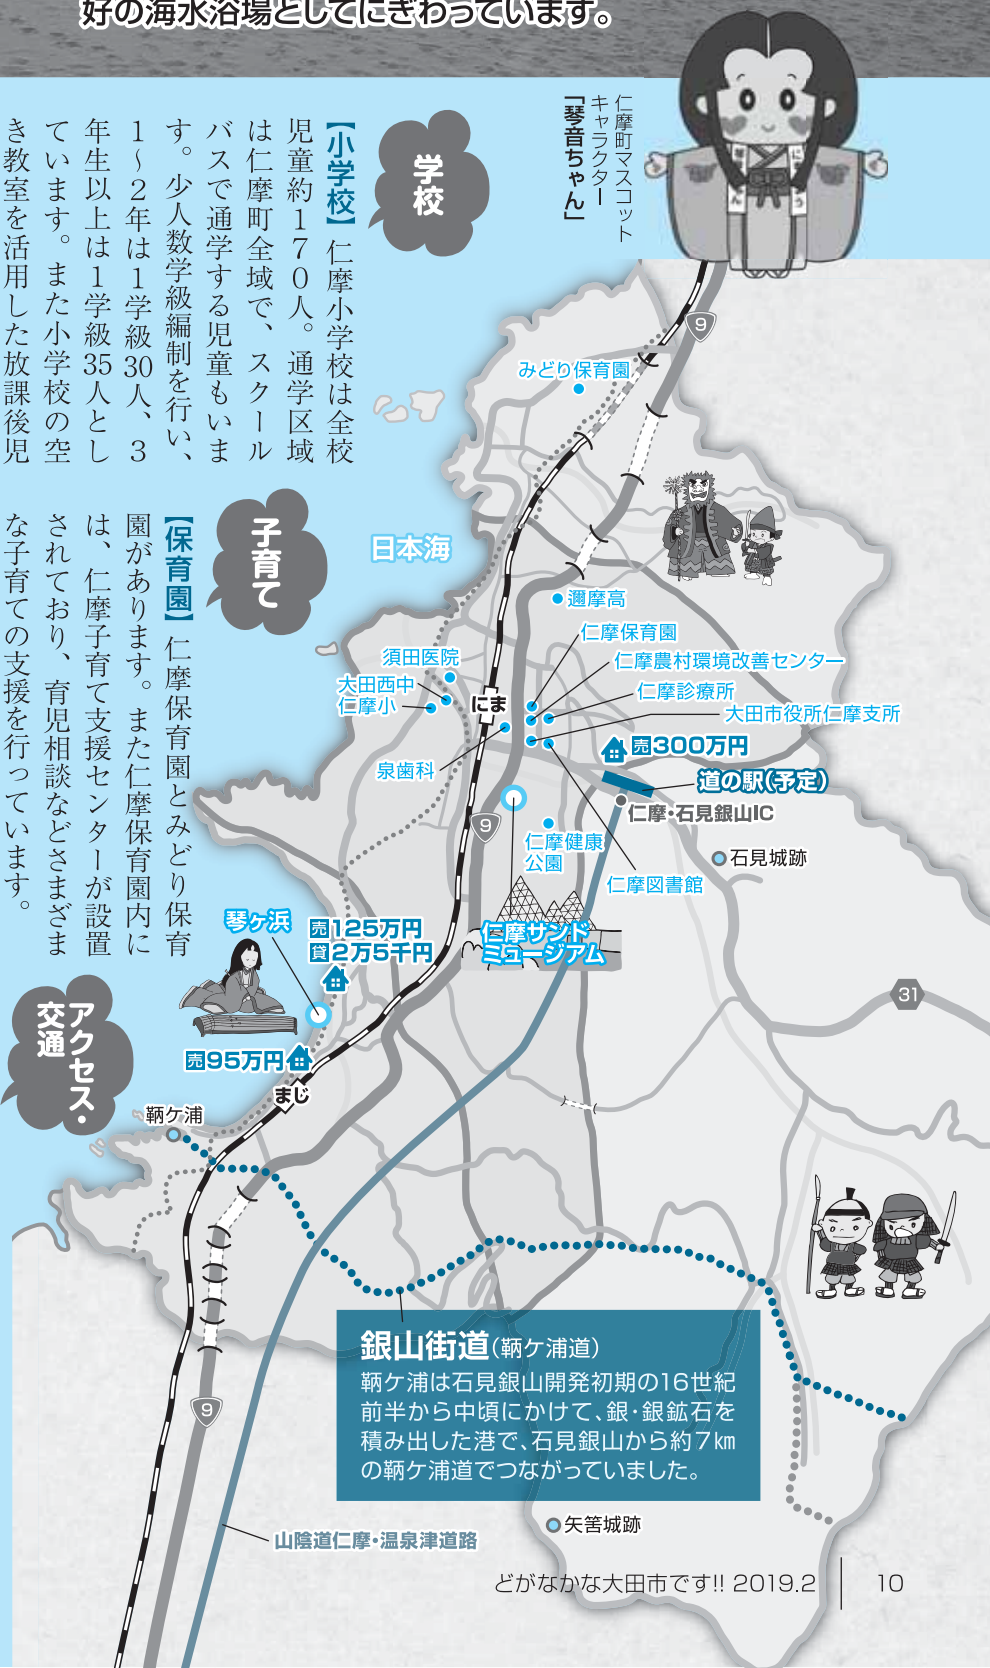 好の海水浴場としてにぎわっています。
仁摩町マスコット
キャラクター
「琴音ちゃん」
学校
【小学校】仁摩小学校は全校
児童約170人。通学区域
は仁摩町全域で、スクール
バスで通学する児童もいま
す。少人数学級編制を行い、
1〜2年は1学級30人、3
年生以上は1学級35人とし
ています。また小学校の空
き教室を活用した放課後児
子育て
【保育園】仁摩保育園とみどり保育
園があります。また仁摩保育園内に
は、仁摩子育て支援センターが設置
されており、育児相談などさまざま
な子育ての支援を行っています。
アクセス・
交通
9
みどり保育園
日本海
邇摩高
仁摩保育園
仁摩農村環境改善センター
仁摩診療所
大田市役所仁摩支所
須田医院
大田西中
仁摩小
にま
泉歯科
売300万円
道の駅(予定)
仁摩・石見銀山IC
9
仁摩健康
公園
石見城跡
仁摩図書館
琴ヶ浜
売125万円
貸2万5千円
仁摩サンド
ミュージアム
31
売95万円
まじ
鞆ケ浦
銀山街道(鞆ケ浦道)
鞆ケ浦は石見銀山開発初期の16世紀
前半から中頃にかけて、銀・銀鉱石を
積み出した港で、石見銀山から約7㎞
の鞆ケ浦道でつながっていました。
9
矢筈城跡
山陰道仁摩・温泉津道路
どがなかな大田市です!! 2019.2
10